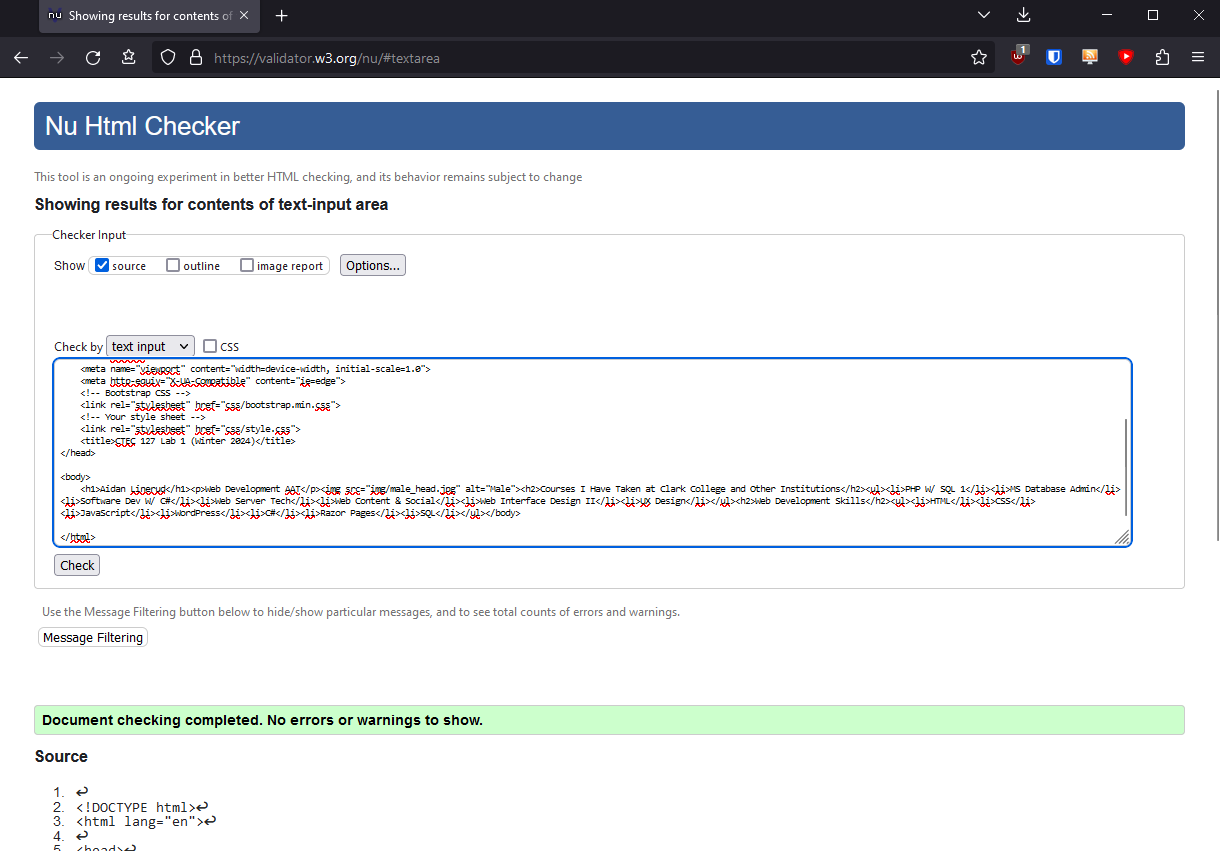 nu Showing results for contents of
https://validator.w3.org/nu/#textarea
1
Nu Html Checker
This tool is an ongoing experiment in better HTML checking, and its behavior remains subject to change
Showing results for contents of text-input area
Checker Input
Show source outline image report Options...
Check by text input CSS
<meta name="viewport" content="width=device-width, initial-scale=1.0">
<meta http-equiv="X-UA-Compatible" content="ie=edge">
<!-- Bootstrap CSS -->
<link rel="stylesheet" href="css/bootstrap.min.css">
<!-- Your style sheet -->
<link rel="stylesheet" href="css/style.css">
<title>CTEC 127 Lab 1 (Winter 2024)</title>
</head>
<body>
<h1>Aidan Linerud</h1><p>Web Development AAT</p><img src="img/male_head.jpg" alt="Male"><h2>Courses I Have Taken at Clark College and Other Institutions</h2><ul><li>PHP W/ SQL 1</li><li>MS Database Admin</li>
<li>Software Dev W/ C#</li><li>Web Server Tech</li><li>Web Content & Social</li><li>Web Interface Design II</li><li>UX Design</li></ul><h2>Web Development Skills</h2><ul><li>HTML</li><li>CSS</li>
<li>JavaScript</li><li>WordPress</li><li>C#</li><li>Razor Pages</li><li>SQL</li></ul></body>
</html>
Check
Use the Message Filtering button below to hide/show particular messages, and to see total counts of errors and warnings.
Message Filtering
Document checking completed. No errors or warnings to show.
Source
1. ↩
2. <!DOCTYPE html>↩
3. <html lang="en">↩
4. ↩
5. <head>↩